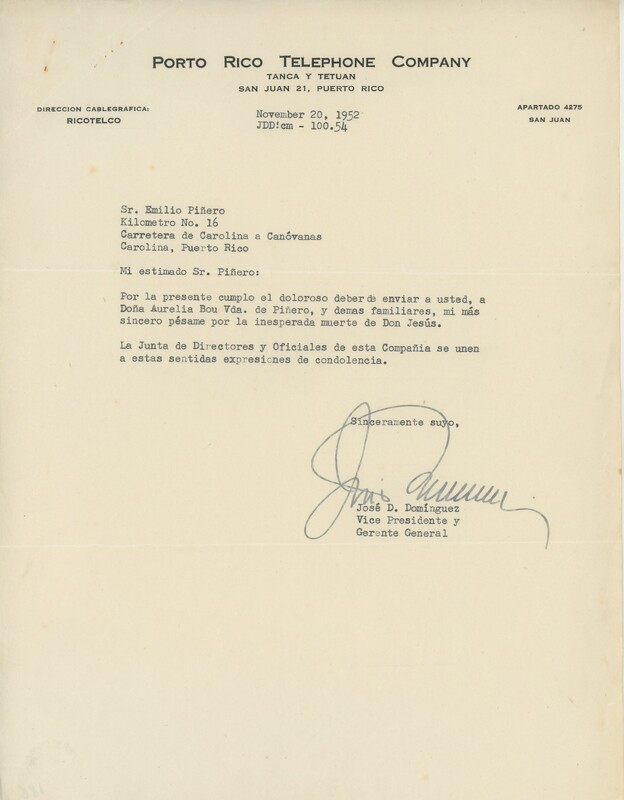 PORTO RICO TELEPHONE COMPANY
TANCA Y TETUAN
SAN JUAN 21, PUERTO RICO
DIRECCION CABLEGRAFICA:
RICOTELCO
APARTADO 4275
SAN JUAN
November 20, 1952
JDD:cm - 100.54
Sr. Emilio Piñero
Kilometro No. 16
Carretera de Carolina a Canóvanas
Carolina, Puerto Rico
Mi estimado Sr. Piñero:
Por la presente cumplo el doloroso deber de enviar a usted, a
Doña Aurelia Bou Vda. de Piñero, y demas familiares, mi más
sincero pésame por la inesperada muerte de Don Jesús.
La Junta de Directores y Oficiales de esta Compañia se unen
a estas sentidas expresiones de condolencia.
Sinceramente suyo,
José D. Domínguez
Vice Presidente y
Gerente General